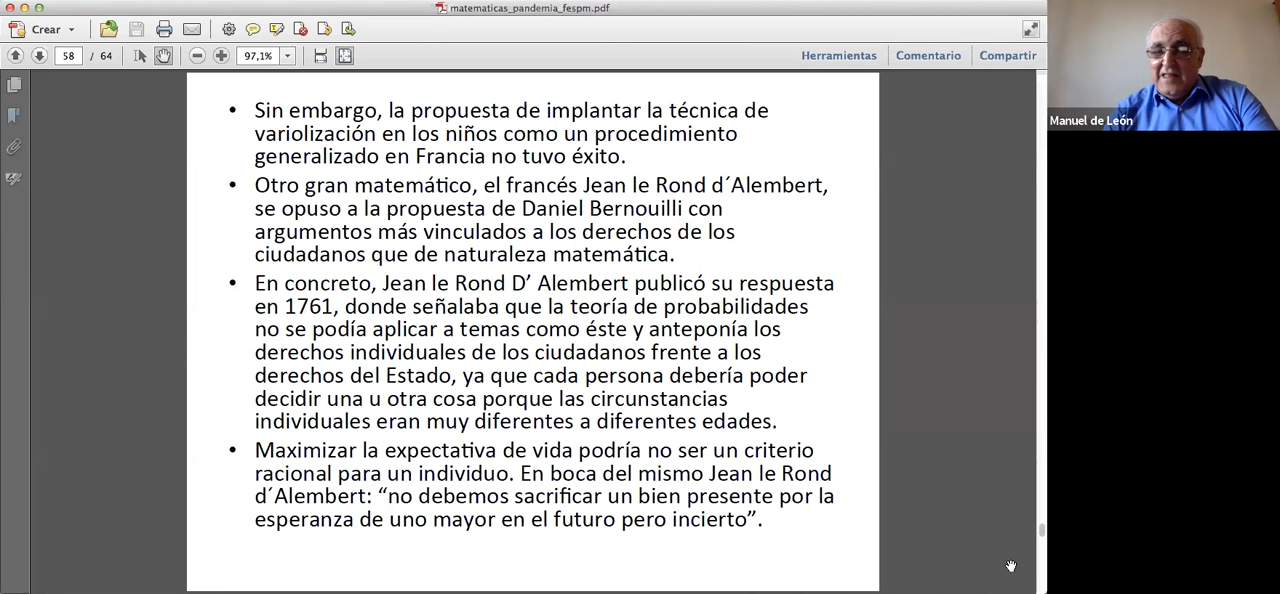 matematicas_pandemia_fespm.pdf
Crear
58 / 64
97,1%
Herramientas
Comentario
Compartir
• Sin embargo, la propuesta de implantar la técnica de
variolización en los niños como un procedimiento
generalizado en Francia no tuvo éxito.
• Otro gran matemático, el francés Jean le Rond d´Alembert,
se opuso a la propuesta de Daniel Bernouilli con
argumentos más vinculados a los derechos de los
ciudadanos que de naturaleza matemática.
• En concreto, Jean le Rond D’ Alembert publicó su respuesta
en 1761, donde señalaba que la teoría de probabilidades
no se podía aplicar a temas como éste y anteponía los
derechos individuales de los ciudadanos frente a los
derechos del Estado, ya que cada persona debería poder
decidir una u otra cosa porque las circunstancias
individuales eran muy diferentes a diferentes edades.
• Maximizar la expectativa de vida podría no ser un criterio
racional para un individuo. En boca del mismo Jean le Rond
d´Alembert: “no debemos sacrificar un bien presente por la
esperanza de uno mayor en el futuro pero incierto”.
Manuel de León